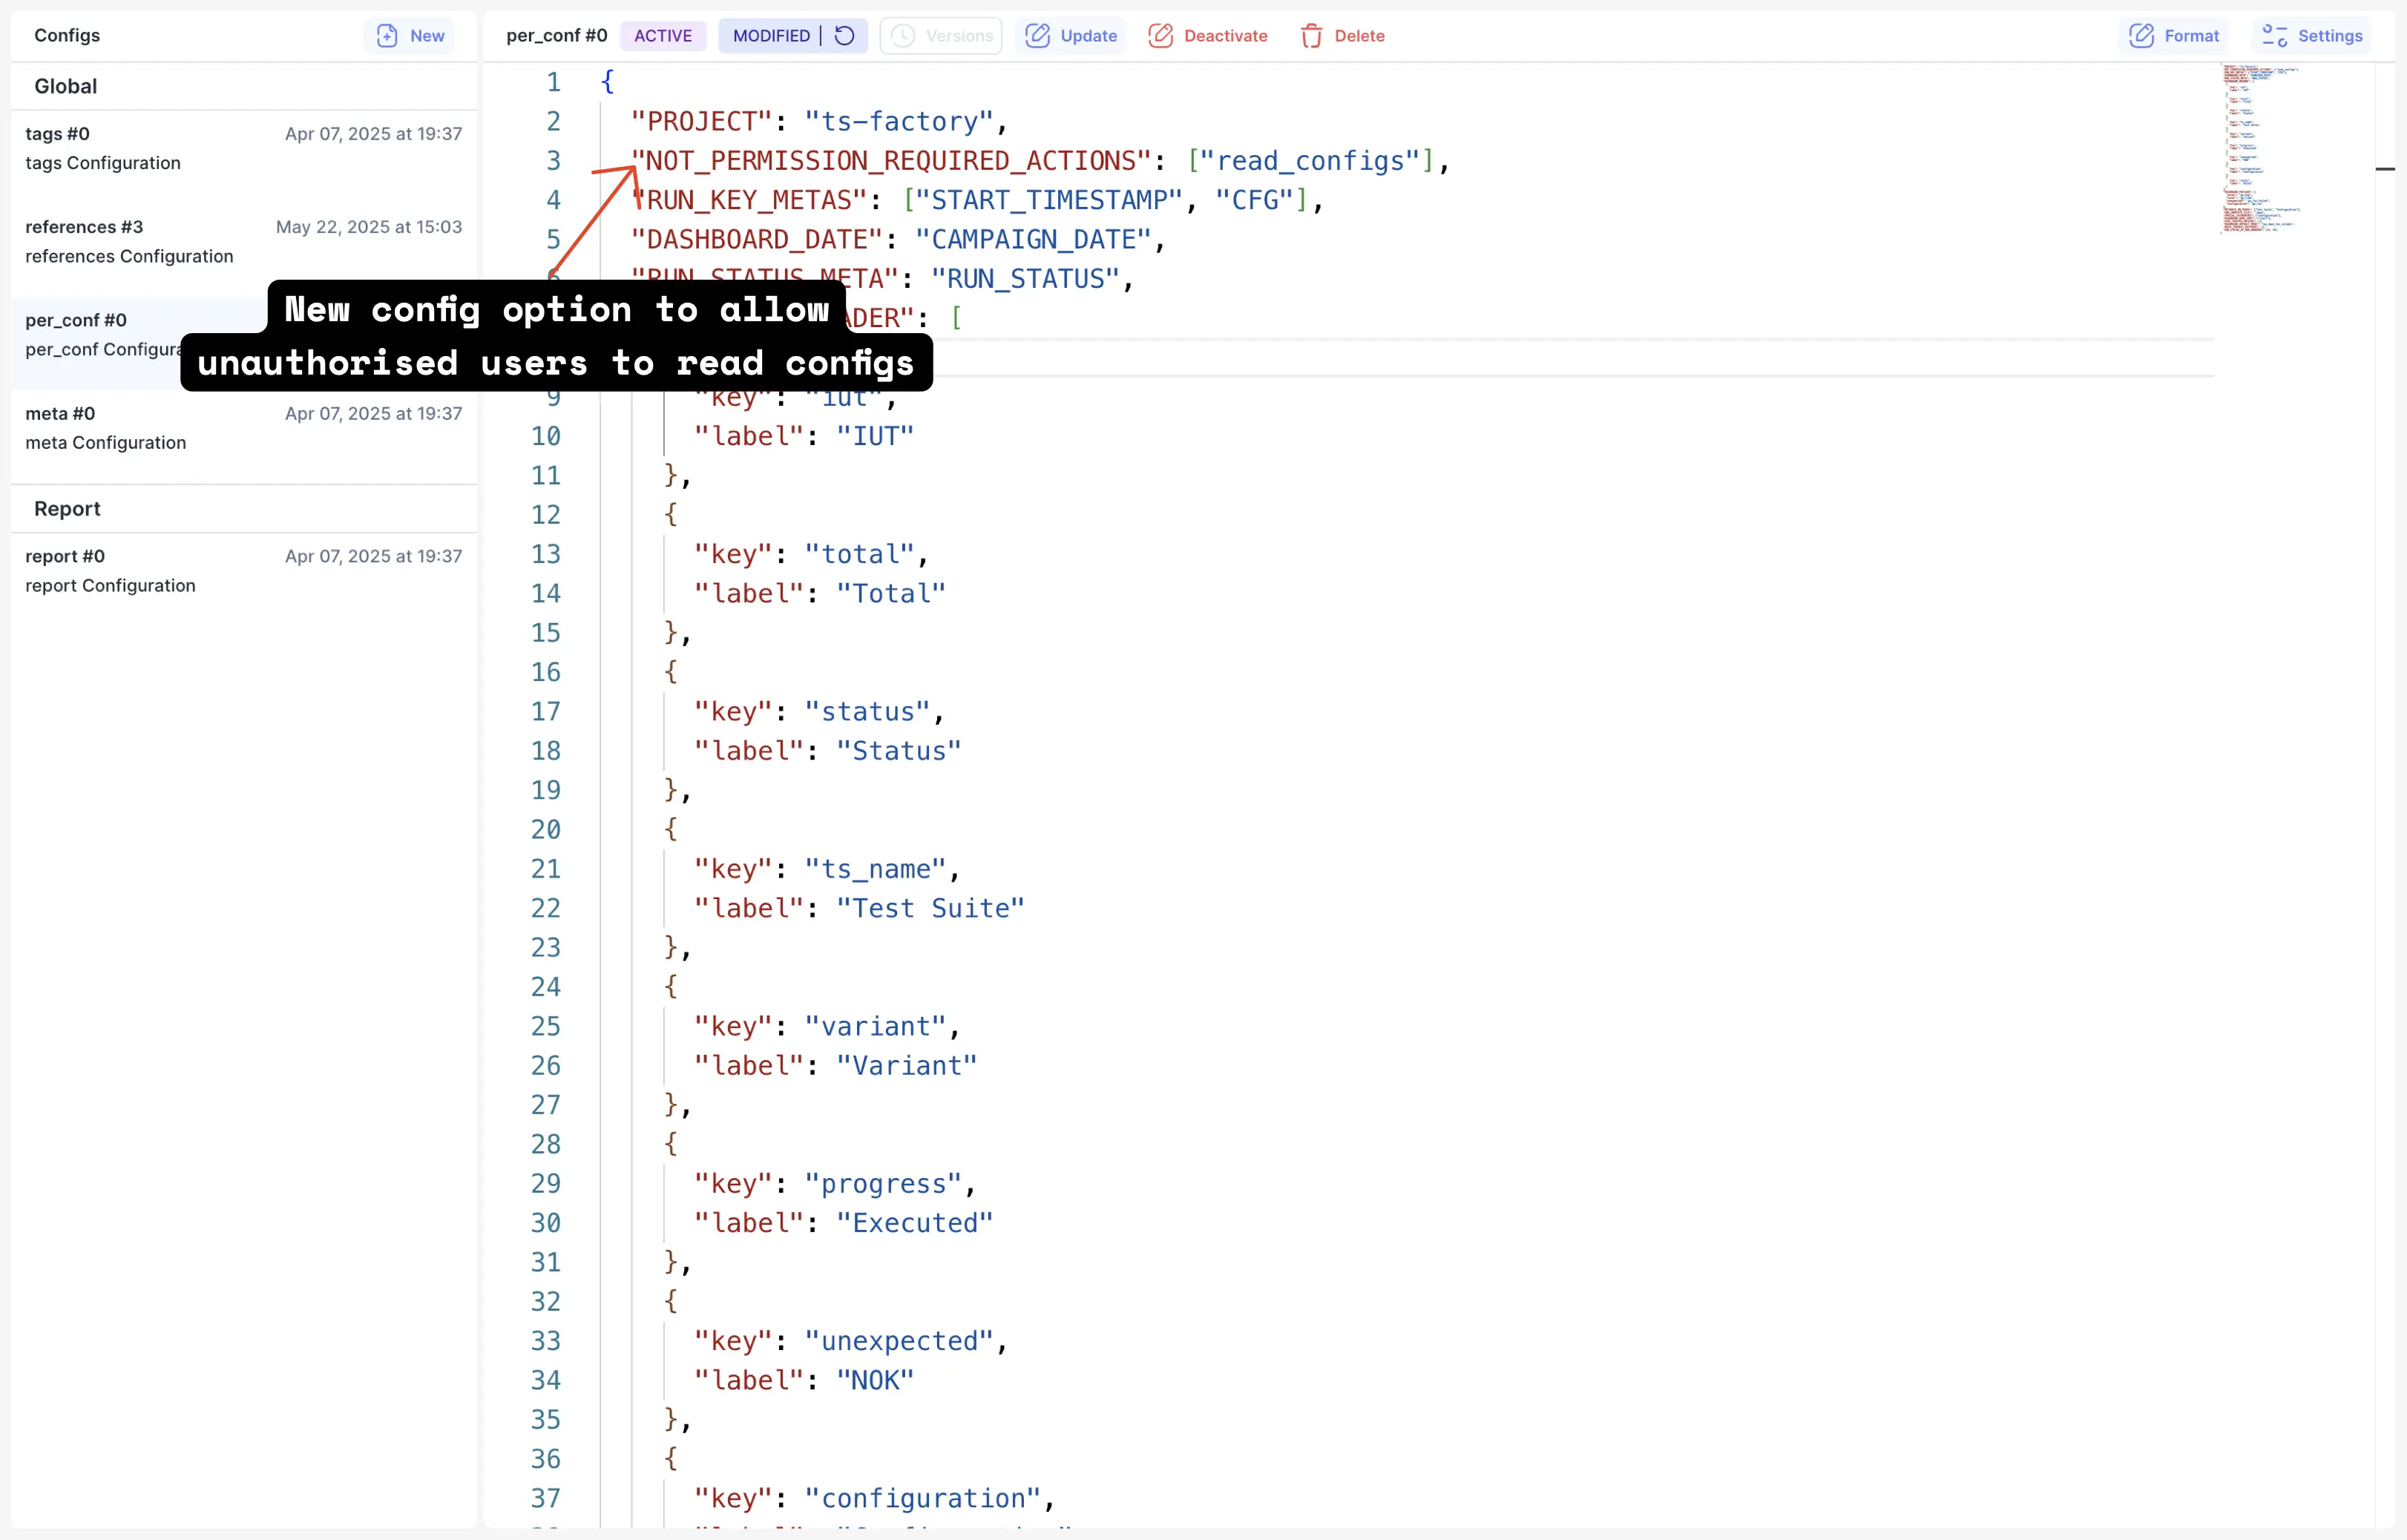 Configs
New
Global
tags #0
Apr 07, 2025 at 19:37
tags Configuration
references #3
May 22, 2025 at 15:03
references Configuration
per_conf #0
per_conf
meta #0
Apr 07, 2025 at 19:37
meta Configuration
Report
report #0
Apr 07, 2025 at 19:37
report Configuration
per_conf #0
ACTIVE
MODIFIED
Versions
Update
Deactivate
Delete
Format
Settings
New config option to allow
unauthorised users to read configs
1 {
2 "PROJECT": "ts-factory",
3 "NOT_PERMISSION_REQUIRED_ACTIONS": ["read_configs"],
4 "RUN_KEY_METAS": ["START_TIMESTAMP", "CFG"],
5 "DASHBOARD_DATE": "CAMPAIGN_DATE",
6 "RUN_STATUS_META": "RUN_STATUS",
": [
9 "key": "iut",
10 "label": "IUT"
11 },
12 {
13 "key": "total",
14 "label": "Total"
15 },
16 {
17 "key": "status",
18 "label": "Status"
19 },
20 {
21 "key": "ts_name",
22 "label": "Test Suite"
23 },
24 {
25 "key": "variant",
26 "label": "Variant"
27 },
28 {
29 "key": "progress",
30 "label": "Executed"
31 },
32 {
33 "key": "unexpected",
34 "label": "NOK"
35 },
36 {
37 "key": "configuration",